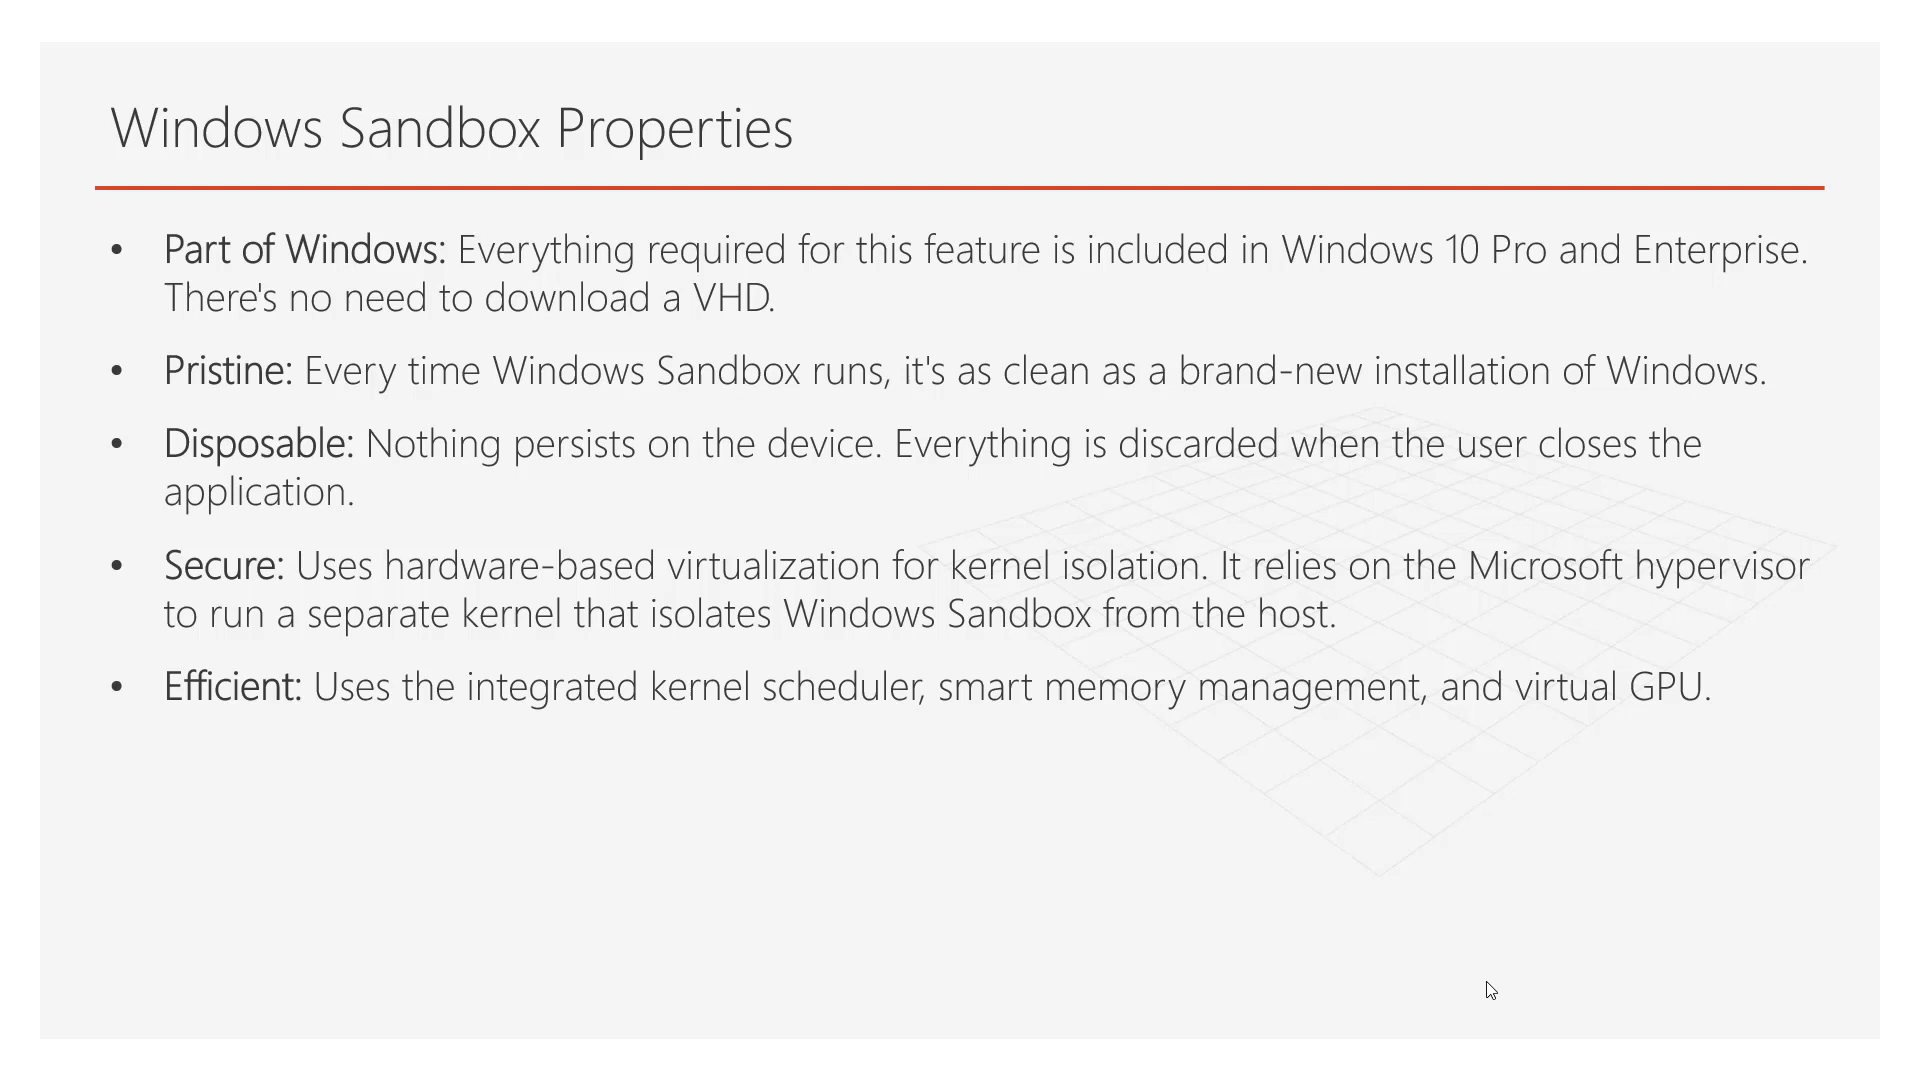 Windows Sandbox Properties
• Part of Windows: Everything required for this feature is included in Windows 10 Pro and Enterprise.
There's no need to download a VHD.
• Pristine: Every time Windows Sandbox runs, it's as clean as a brand-new installation of Windows.
• Disposable: Nothing persists on the device. Everything is discarded when the user closes the
application.
• Secure: Uses hardware-based virtualization for kernel isolation. It relies on the Microsoft hypervisor
to run a separate kernel that isolates Windows Sandbox from the host.
• Efficient: Uses the integrated kernel scheduler, smart memory management, and virtual GPU.